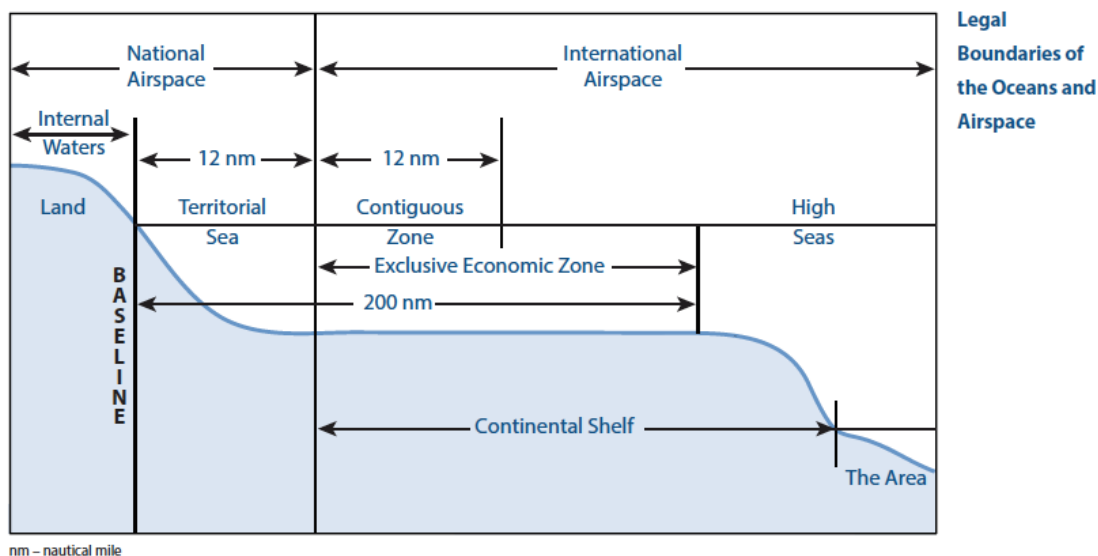 Legal
Boundaries of
the Oceans and
Airspace
National
Airspace
International
Airspace
Internal
Waters
12 nm
12 nm
Land
Territorial
Sea
Contiguous
Zone
High
Seas
Exclusive Economic Zone
200 nm
BASELINE
Continental Shelf
The Area
nm – nautical mile